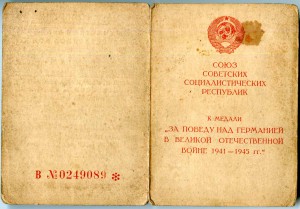 В №0249089 *
СОЮЗ
СОВЕТСКИХ
СОЦИАЛИСТИЧЕСКИХ
РЕСПУБЛИК
К МЕДАЛИ
„ЗА ПОБЕДУ НАД ГЕРМАНИЕЙ
В ВЕЛИКОЙ ОТЕЧЕСТВЕННОЙ
ВОЙНЕ 1941—1945 гг."